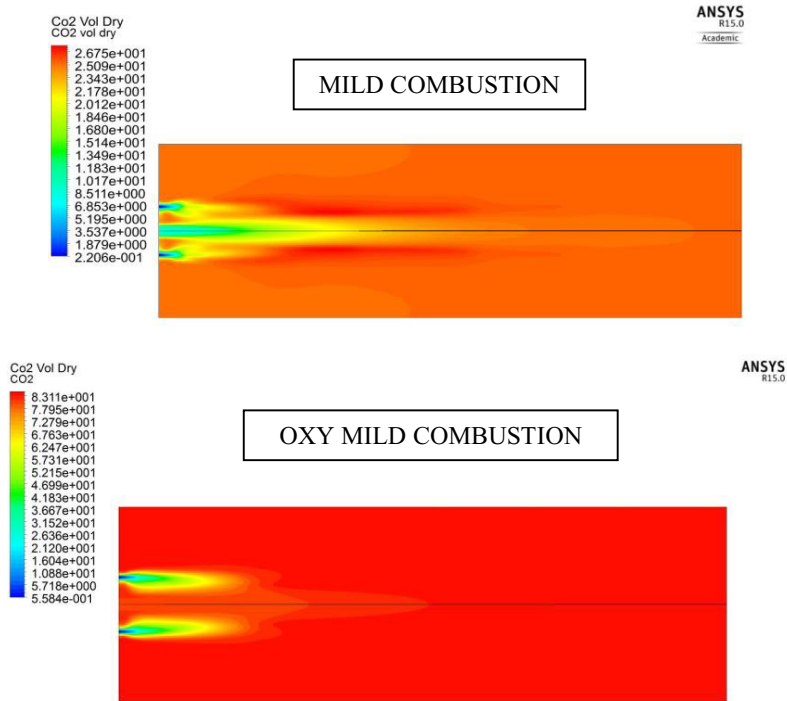 Co2 Vol Dry
CO2 vol dry
ANSYS
R15.0
Academic
MILD COMBUSTION
2.675e+001
2.509e+001
2.343e+001
2.178e+001
2.012e+001
1.846e+001
1.680e+001
1.514e+001
1.349e+001
1.183e+001
1.017e+001
8.511e+000
6.853e+000
5.195e+000
3.537e+000
1.879e+000
2.206e-001
Co2 Vol Dry
CO2
ANSYS
R15.0
OXY MILD COMBUSTION
8.311e+001
7.795e+001
7.279e+001
6.763e+001
6.247e+001
5.731e+001
5.215e+001
4.699e+001
4.183e+001
3.667e+001
3.152e+001
2.636e+001
2.120e+001
1.604e+001
1.088e+001
5.718e+000
5.584e-001